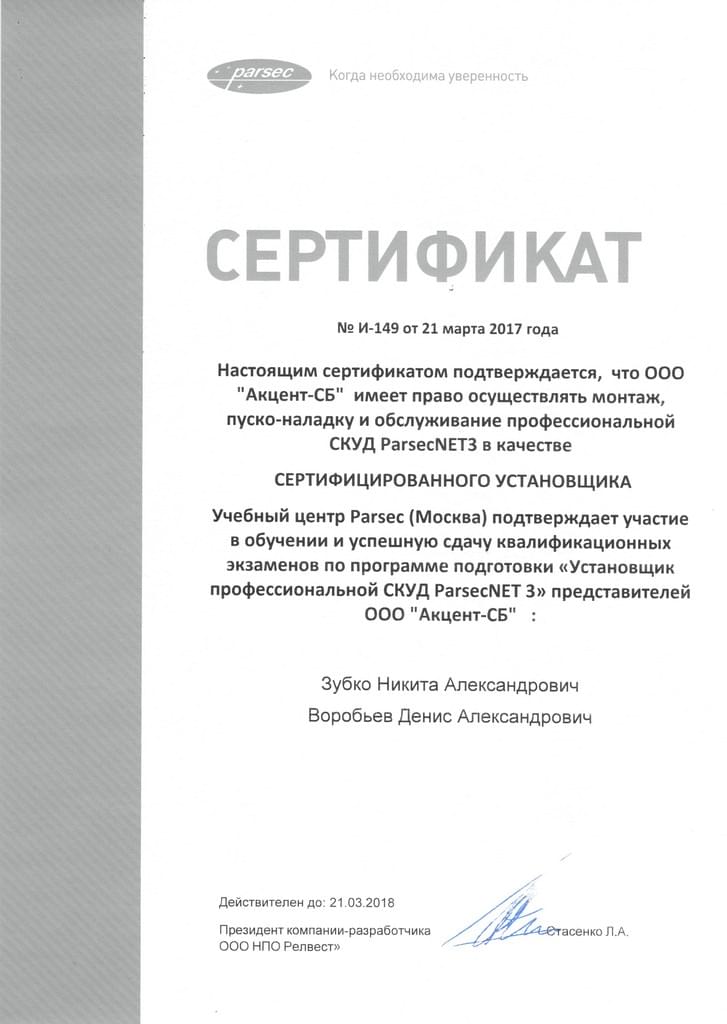 parsec
Когда необходима уверенность
СЕРТИФИКАТ
№ И-149 от 21 марта 2017 года
Настоящим сертификатом подтверждается, что ООО
"Акцент-СБ" имеет право осуществлять монтаж,
пуско-наладку и обслуживание профессиональной
СКУД ParsecNET3 в качестве
СЕРТИФИЦИРОВАННОГО УСТАНОВЩИКА
Учебный центр Parsec (Москва) подтверждает участие
в обучении и успешную сдачу квалификационных
экзаменов по программе подготовки «Установщик
профессиональной СКУД ParsecNET 3» представителей
ООО "Акцент-СБ" :
Зубко Никита Александрович
Воробьев Денис Александрович
Действителен до: 21.03.2018
Президент компании-разработчика
ООО НПО Релвест»
Стасенко Л.А.